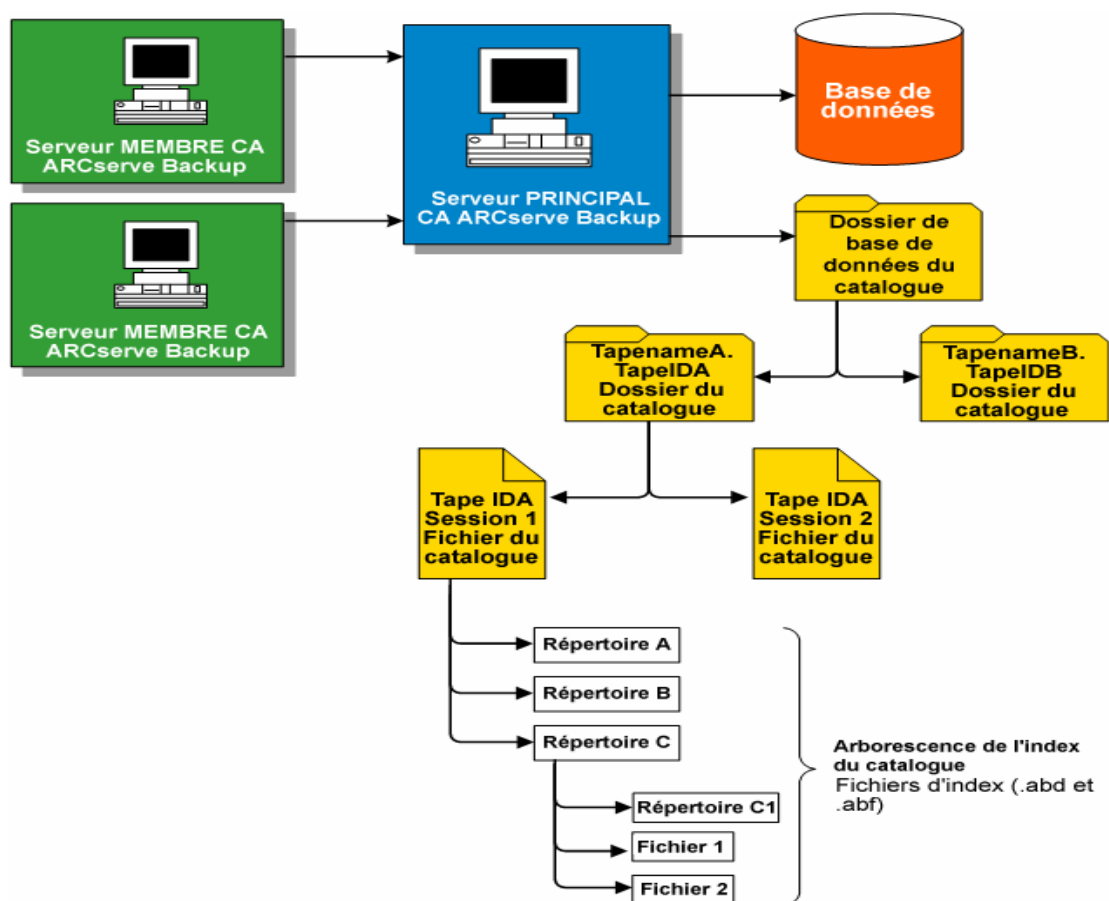 Serveur MEMBRE CA
ARCserve Backup
Serveur PRINCIPAL
CA ARCserve Backup
Base de
données
Serveur MEMBRE CA
ARCserve Backup
Dossier de
base de
données du
catalogue
TapenameA.
TapeIDA
Dossier du
catalogue
TapenameB.
TapeIDB
Dossier du
catalogue
Tape IDA
Session 1
Fichier du
catalogue
Tape IDA
Session 2
Fichier du
catalogue
Répertoire A
Répertoire B
Répertoire C
Répertoire C1
Fichier 1
Fichier 2
Arborescence de l'index
du catalogue
Fichiers d'index (.abd et
.abf)